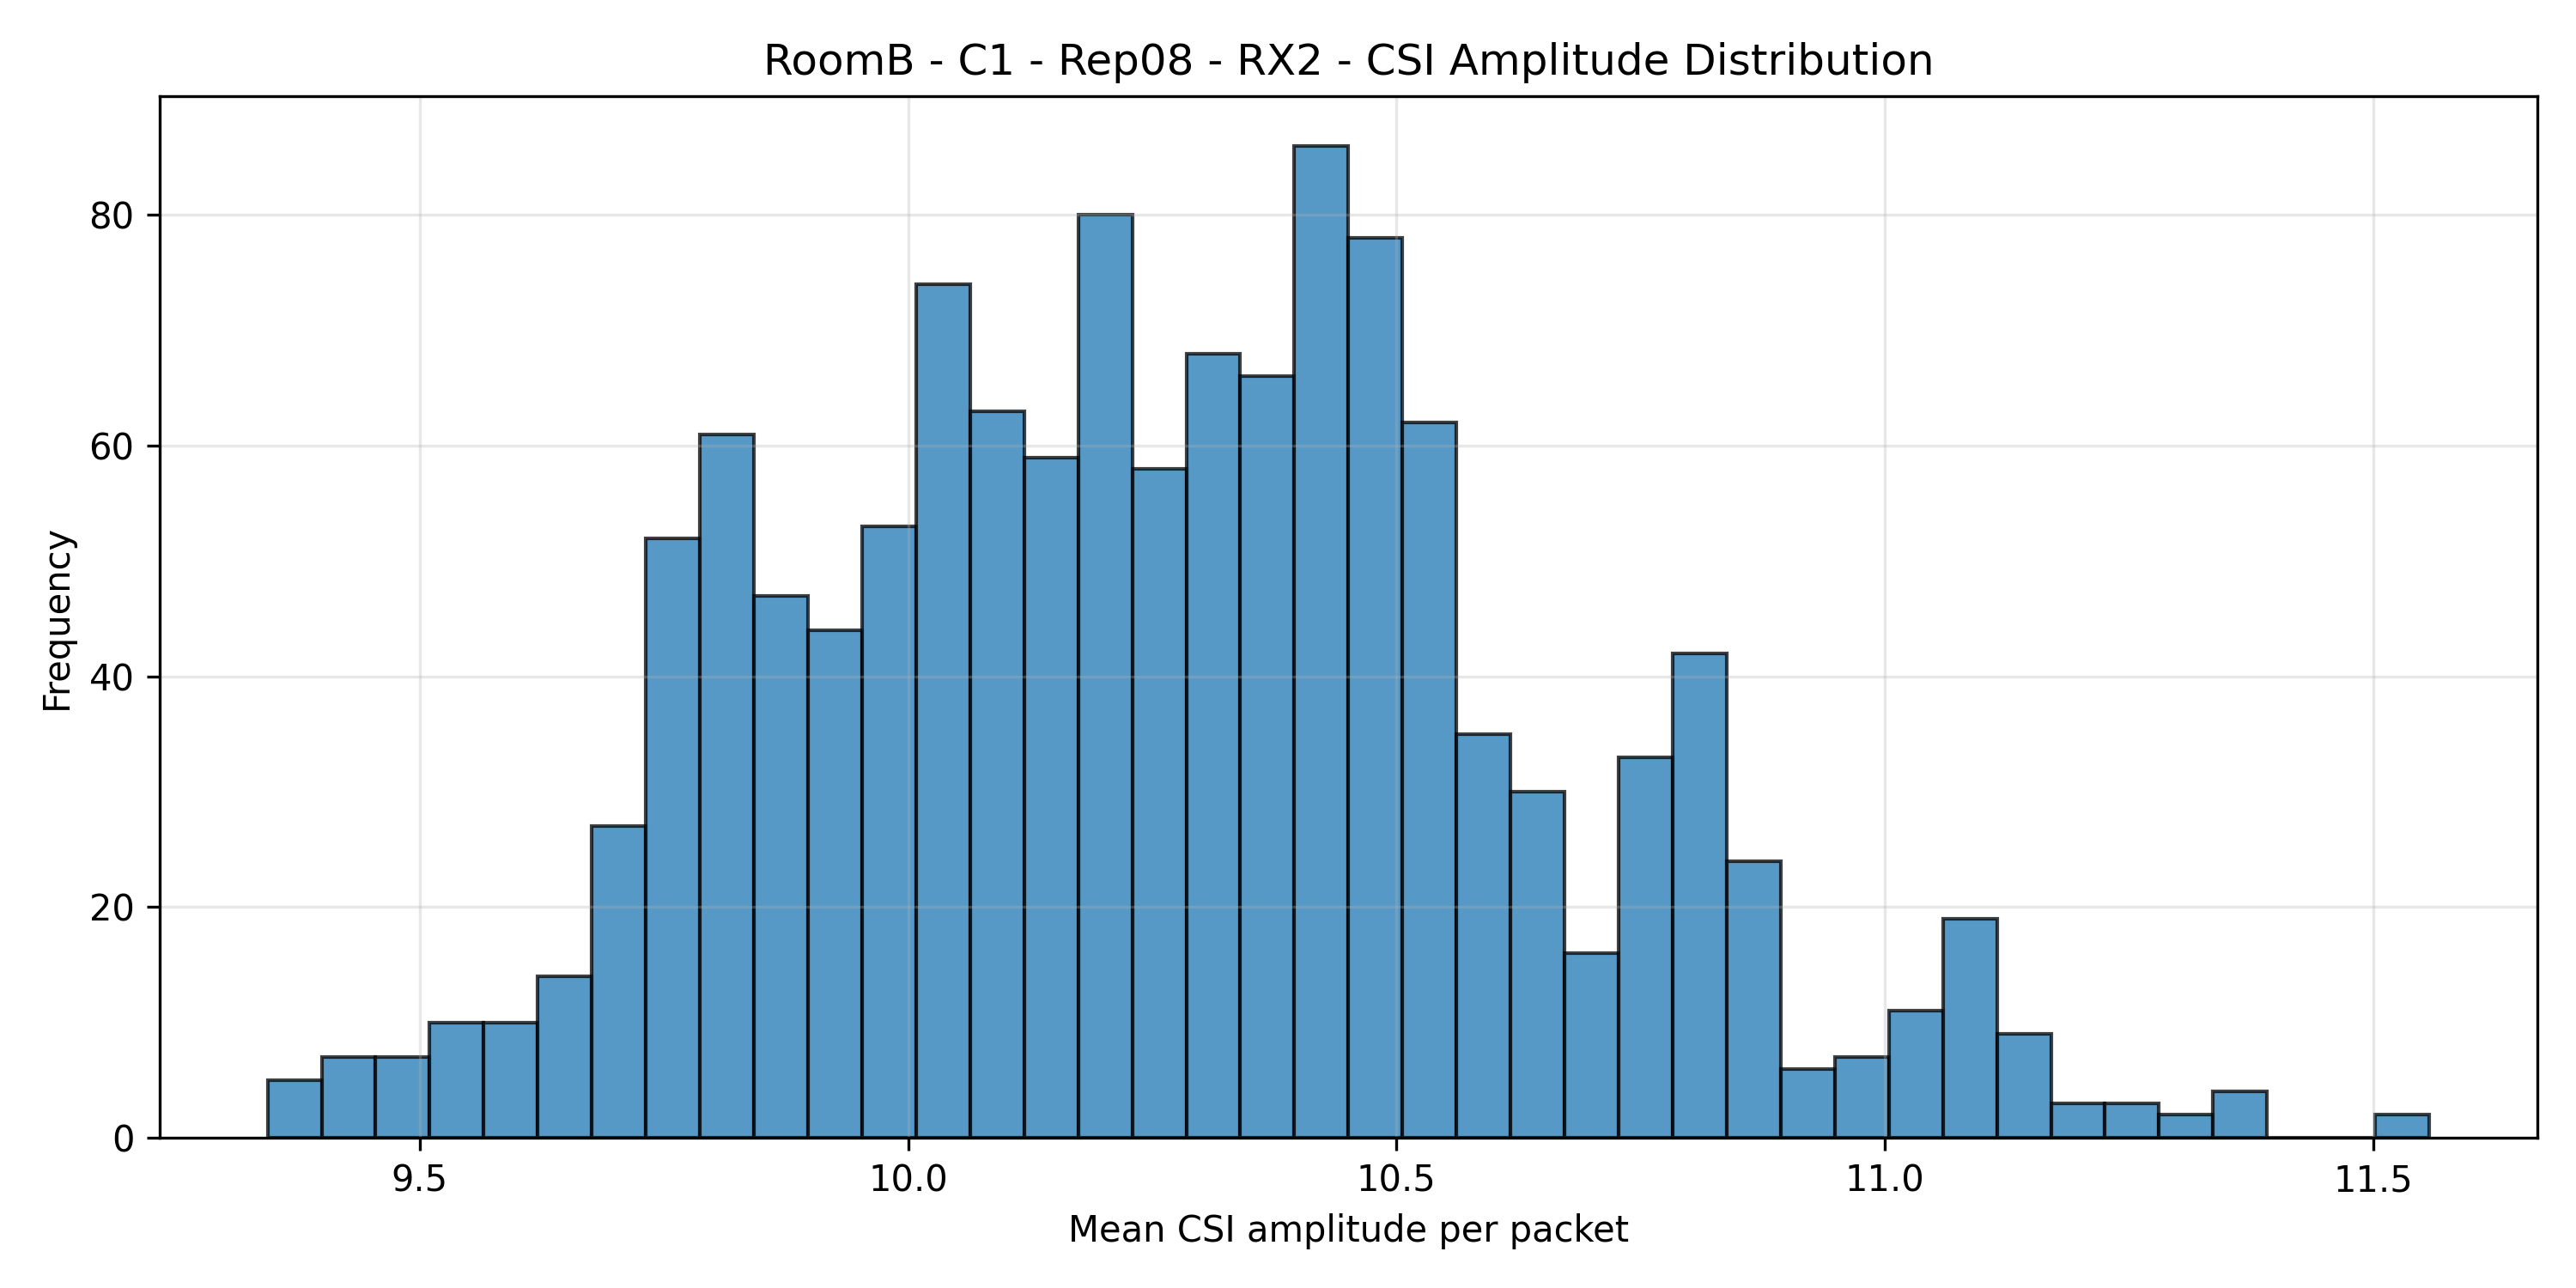 RoomB - C1 - Rep08 - RX2 - CSI Amplitude Distribution
Frequency
80
60
40
20
0
9.5 10.0 10.5 11.0 11.5
Mean CSI amplitude per packet